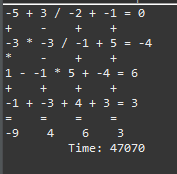 -5 + 3 / -2 + -1 = 0
+ - + +
-3 * -3 / -1 + 5 = -4
* - + +
1 - -1 * 5 + -4 = 6
+ + + +
-1 + -3 + 4 + 3 = 3
= = = =
-9 4 6 3
Time: 47070